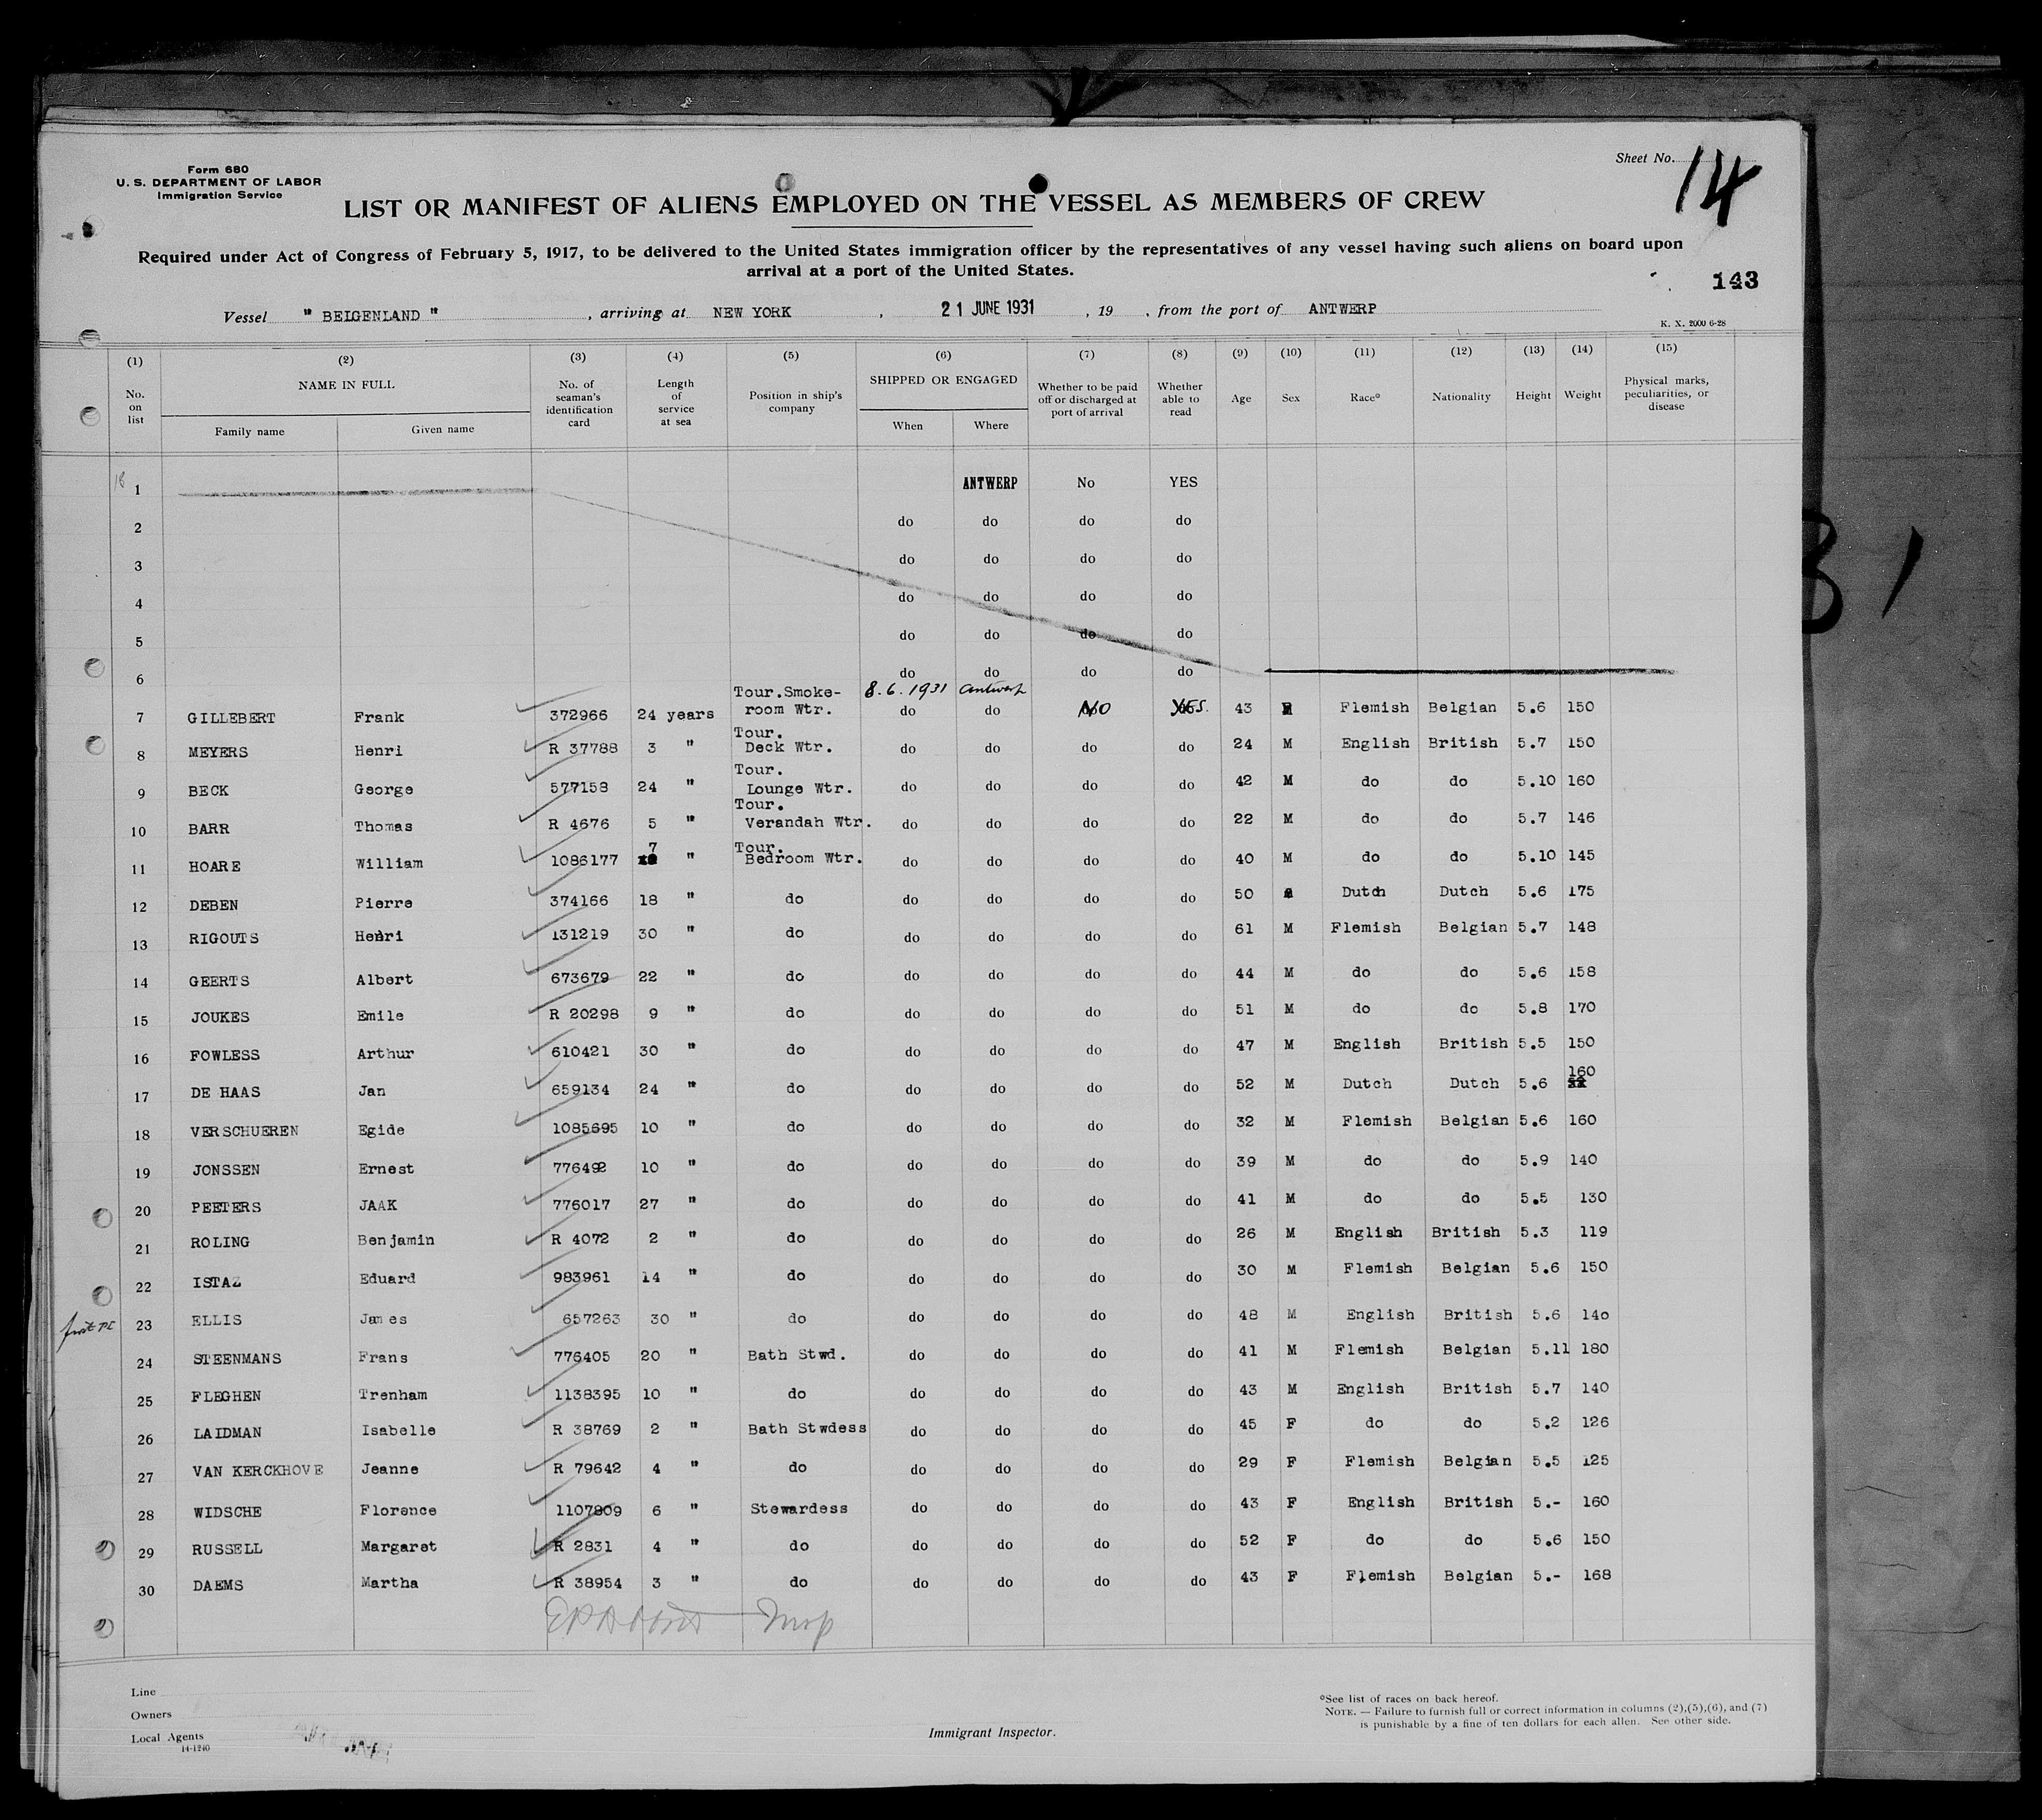 Form 680
U. S. DEPARTMENT OF LABOR
Immigration Service
Sheet No. 14
LIST OR MANIFEST OF ALIENS EMPLOYED ON THE VESSEL AS MEMBERS OF CREW
Required under Act of Congress of February 5, 1917, to be delivered to the United States immigration officer by the representatives of any vessel having such aliens on board upon
arrival at a port of the United States.
143
Vessel " BELGENLAND " , arriving at NEW YORK , 21 JUNE 1931 , 19 , from the port of ANTWERP
K. X. 2000 6-28
(1) (2) (3) (4) (5) (6) (7) (8) (9) (10) (11) (12) (13) (14) (15)
No. on list NAME IN FULL Family name Given name No. of seaman's identification card Length of service at sea Position in ship's company SHIPPED OR ENGAGED When Where Whether to be paid off or discharged at port of arrival Whether able to read Age Sex Race* Nationality Height Weight Physical marks, peculiarities, or disease
18 1 ANTWERP No YES
2 do do do do
3 do do do do
4 do do do do
5 do do do do
6 do do do do
7 GILLEBERT Frank 372966 24 years Tour.Smoke-room Wtr. 8.6.1931 Antwerp do do NO YES. 43 M Flemish Belgian 5.6 150
8 MEYERS Henri R 37788 3 " Tour. Deck Wtr. do do do do 24 M English British 5.7 150
9 BECK George 577158 24 " Tour. Lounge Wtr. do do do do 42 M do do 5.10 160
10 BARR Thomas R 4676 5 " Tour. Verandah Wtr. do do do do 22 M do do 5.7 146
11 HOARE William 1086177 7 " Tour. Bedroom Wtr. do do do do 40 M do do 5.10 145
12 DEBEN Pierre 374166 18 " do do do do do 50 Dutch Dutch 5.6 175
13 RIGOUTS Henri 131219 30 " do do do do do 61 M Flemish Belgian 5.7 148
14 GEERTS Albert 673679 22 " do do do do do 44 M do do 5.6 158
15 JOUKES Emile R 20298 9 " do do do do do 51 M do do 5.8 170
16 FOWLESS Arthur 610421 30 " do do do do do 47 M English British 5.5 150
17 DE HAAS Jan 659134 24 " do do do do do 52 M Dutch Dutch 5.6 160
18 VERSCHUEREN Egide 1085695 10 " do do do do do 32 M Flemish Belgian 5.6 160
19 JONSSEN Ernest 776492 10 " do do do do do 39 M do do 5.9 140
20 PEETERS JAAK 776017 27 " do do do do do 41 M do do 5.5 130
21 ROLING Benjamin R 4072 2 " do do do do do 26 M English British 5.3 119
22 ISTAZ Eduard 983961 14 " do do do do do 30 M Flemish Belgian 5.6 150
23 ELLIS James 657263 30 " do do do do do 48 M English British 5.6 140
24 STEENMANS Frans 776405 20 " Bath Stwd. do do do do 41 M Flemish Belgian 5.11 180
25 FLEGHEN Trenham 1138395 10 " do do do do do 43 M English British 5.7 140
26 LAIDMAN Isabelle R 38769 2 " Bath Stwdess do do do do 45 F do do 5.2 126
27 VAN KERCKHOVE Jeanne R 79642 4 " do do do do do 29 F Flemish Belgian 5.5 125
28 WIDSCHE Florence 1107809 6 " Stewardess do do do do 43 F English British 5.- 160
29 RUSSELL Margaret R 2831 4 " do do do do do 52 F do do 5.6 150
30 DAEMS Martha R 38954 3 " do do do do do 43 F Flemish Belgian 5.- 168
Insp
Line
Owners
Local Agents
14-1240
Immigrant Inspector.
*See list of races on back hereof.
NOTE. — Failure to furnish full or correct information in columns (2),(5),(6), and (7)
is punishable by a fine of ten dollars for each alien. See other side.
31